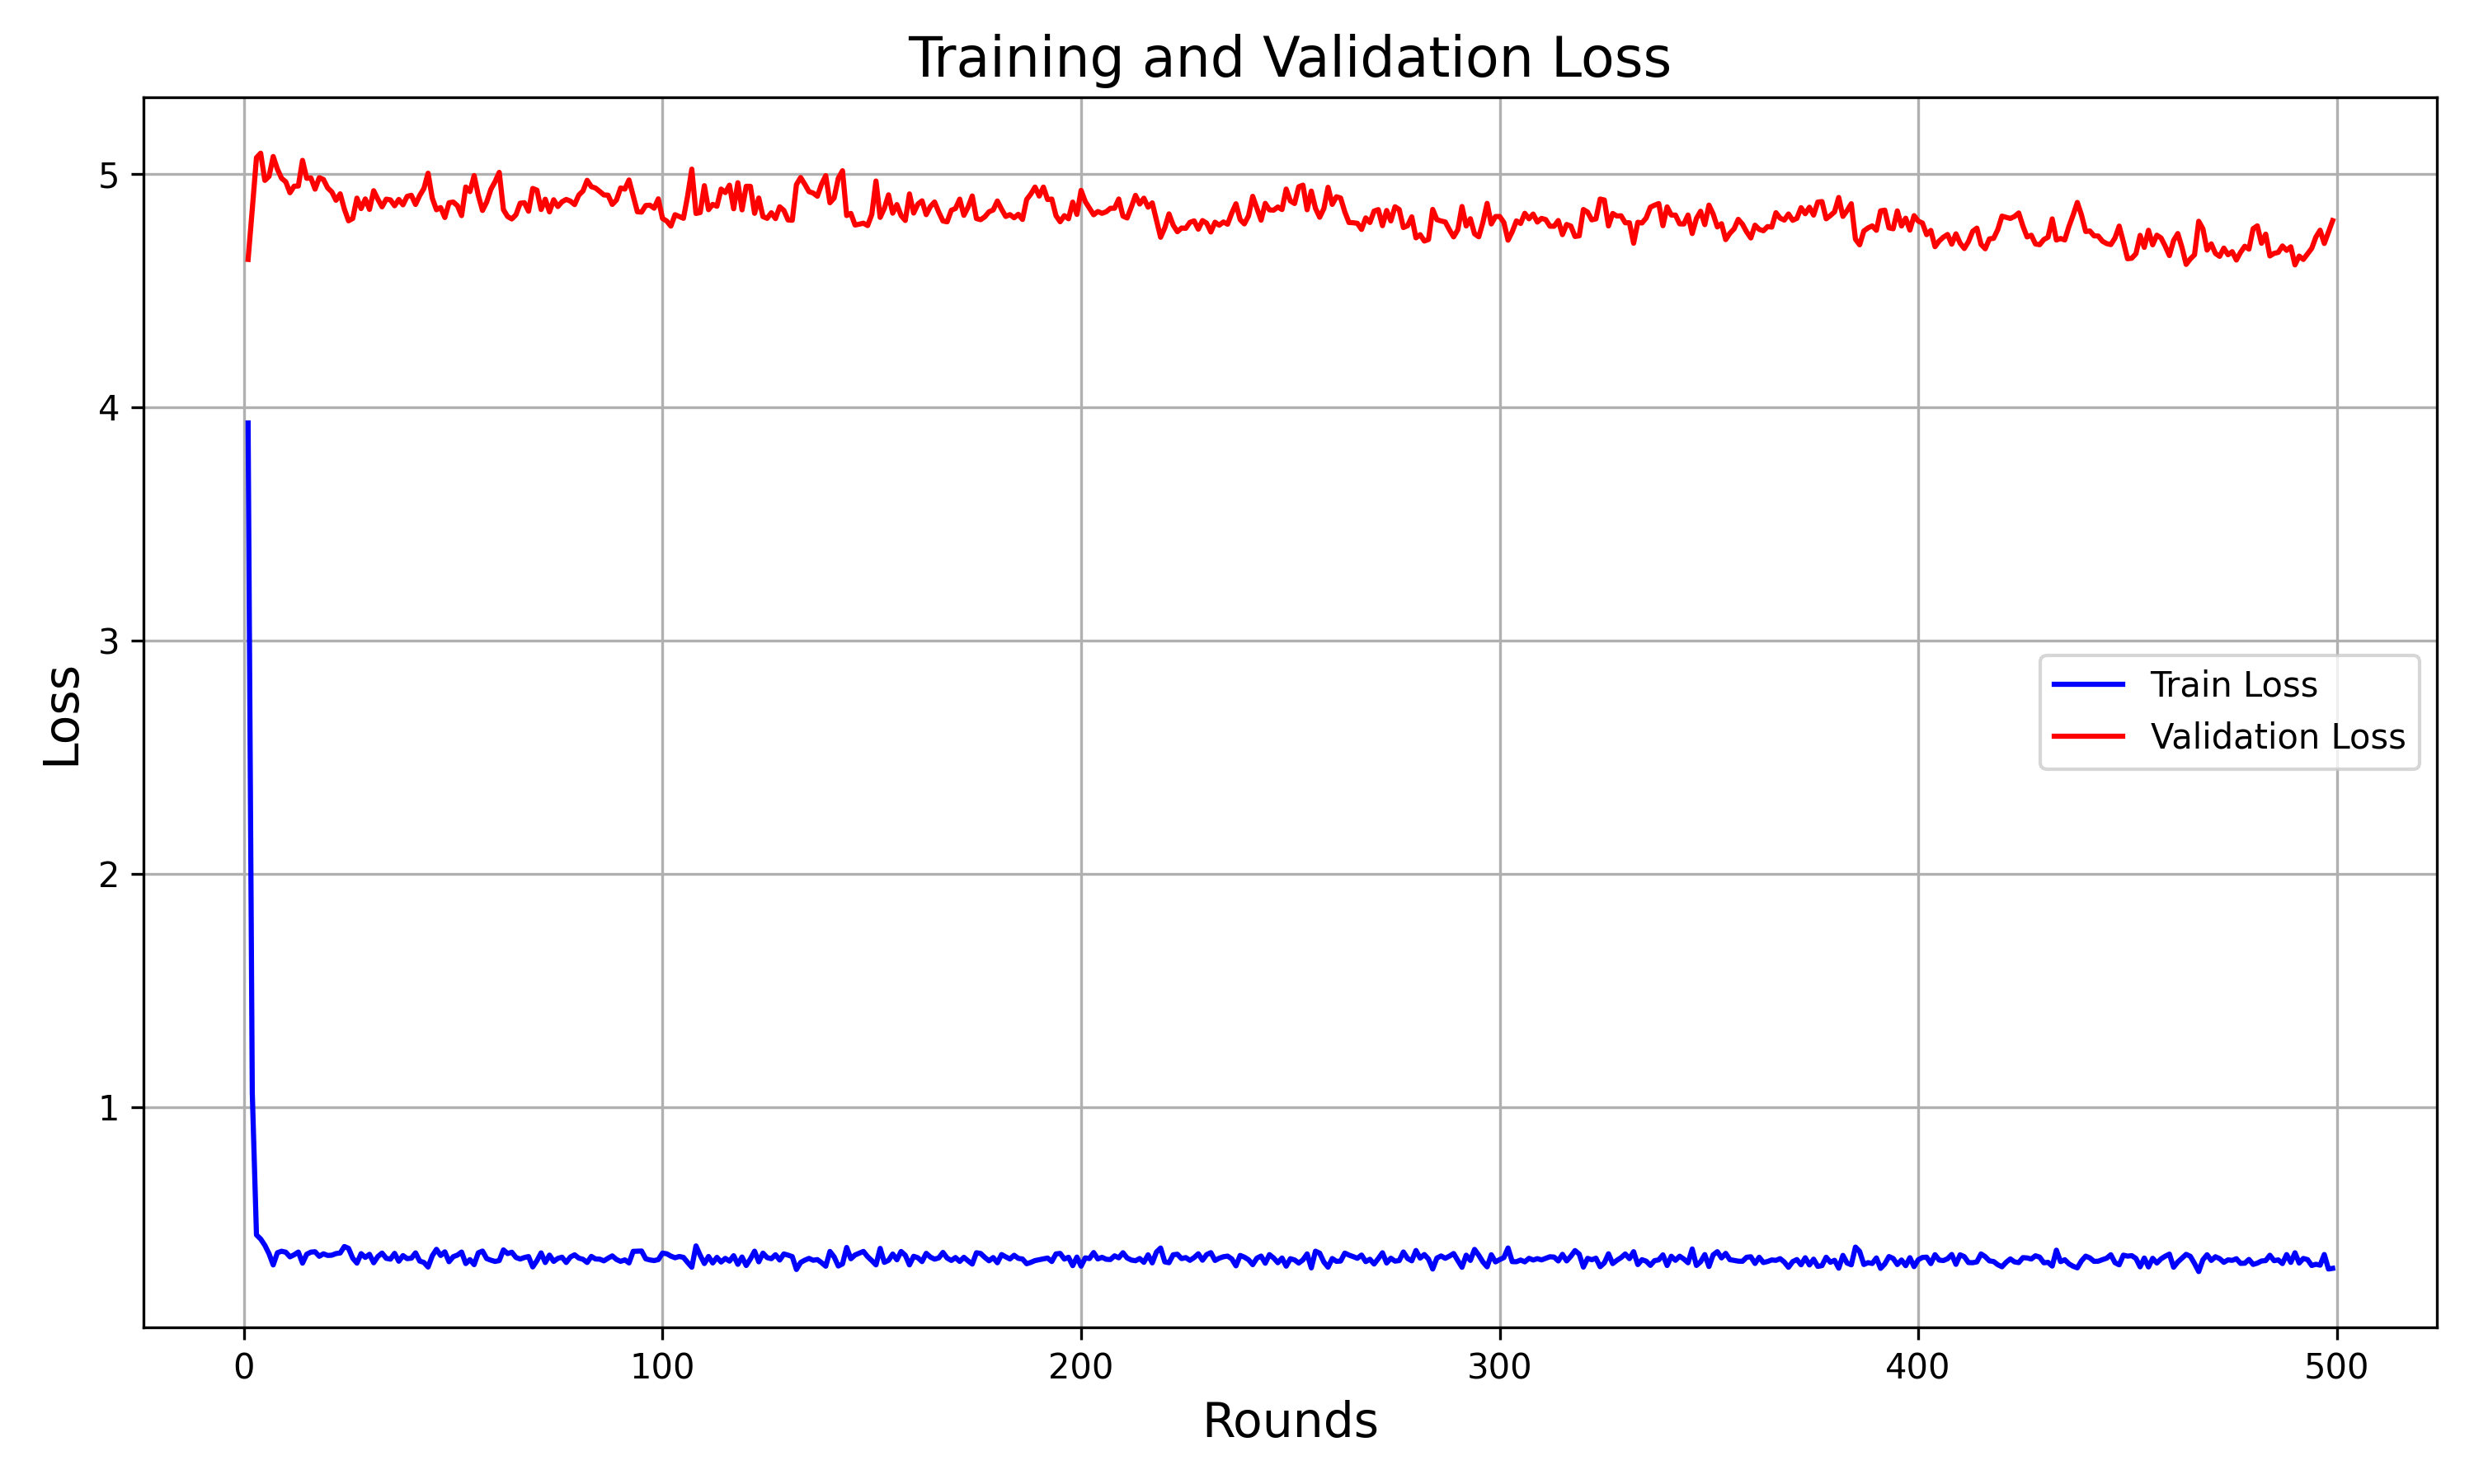 Training and Validation Loss
5
4
3
2
1
Loss
Train Loss
Validation Loss
0 100 200 300 400 500
Rounds